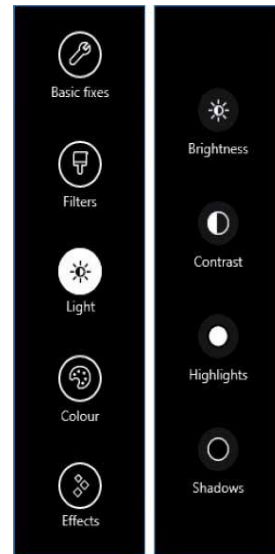 Basic fixes
Filters
Light
Colour
Effects
Brightness
Contrast
Highlights
Shadows